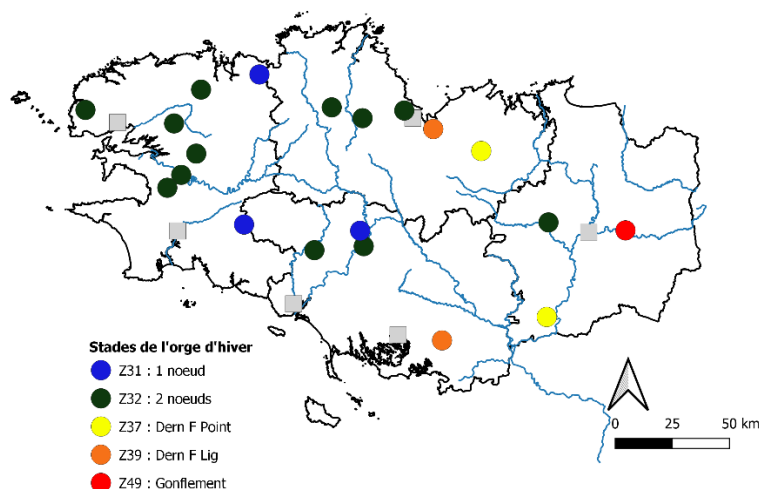 Stades de l'orge d'hiver
Z31 : 1 noeud
Z32 : 2 noeuds
Z37 : Dern F Point
Z39 : Dern F Lig
Z49 : Gonflement
0 25 50 km